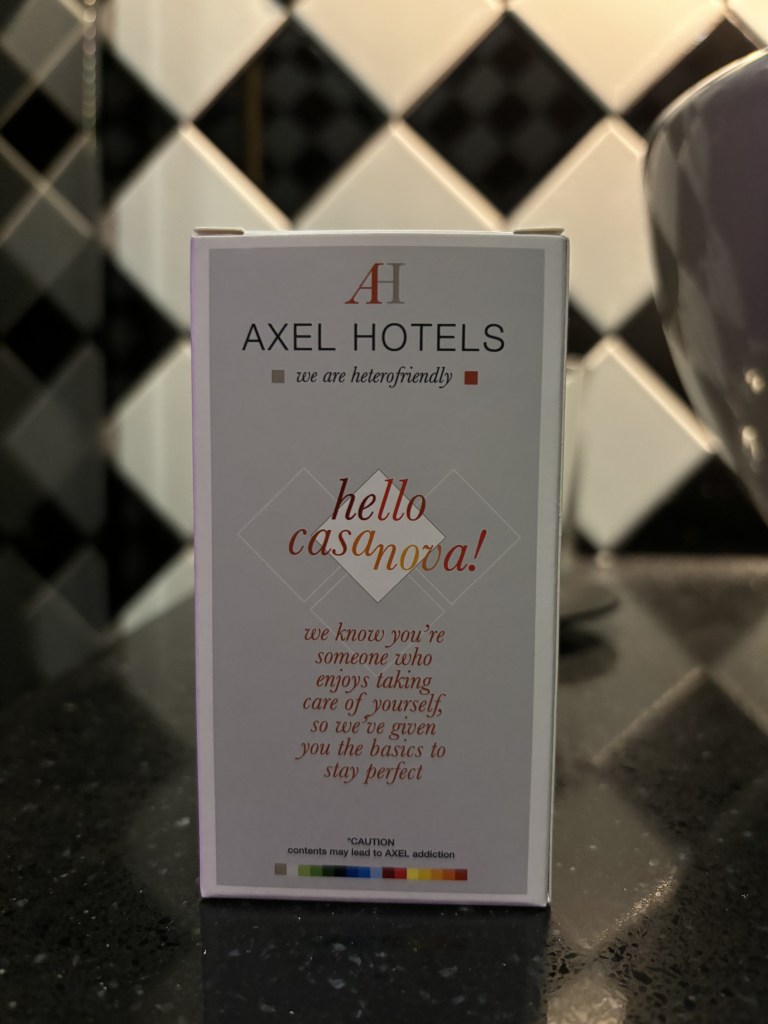 AH
AXEL HOTELS
we are heterofriendly
hello
casanova!
we know you're
someone who
enjoys taking
care of yourself,
so we've given
you the basics to
stay perfect
*CAUTION
contents may lead to AXEL addiction